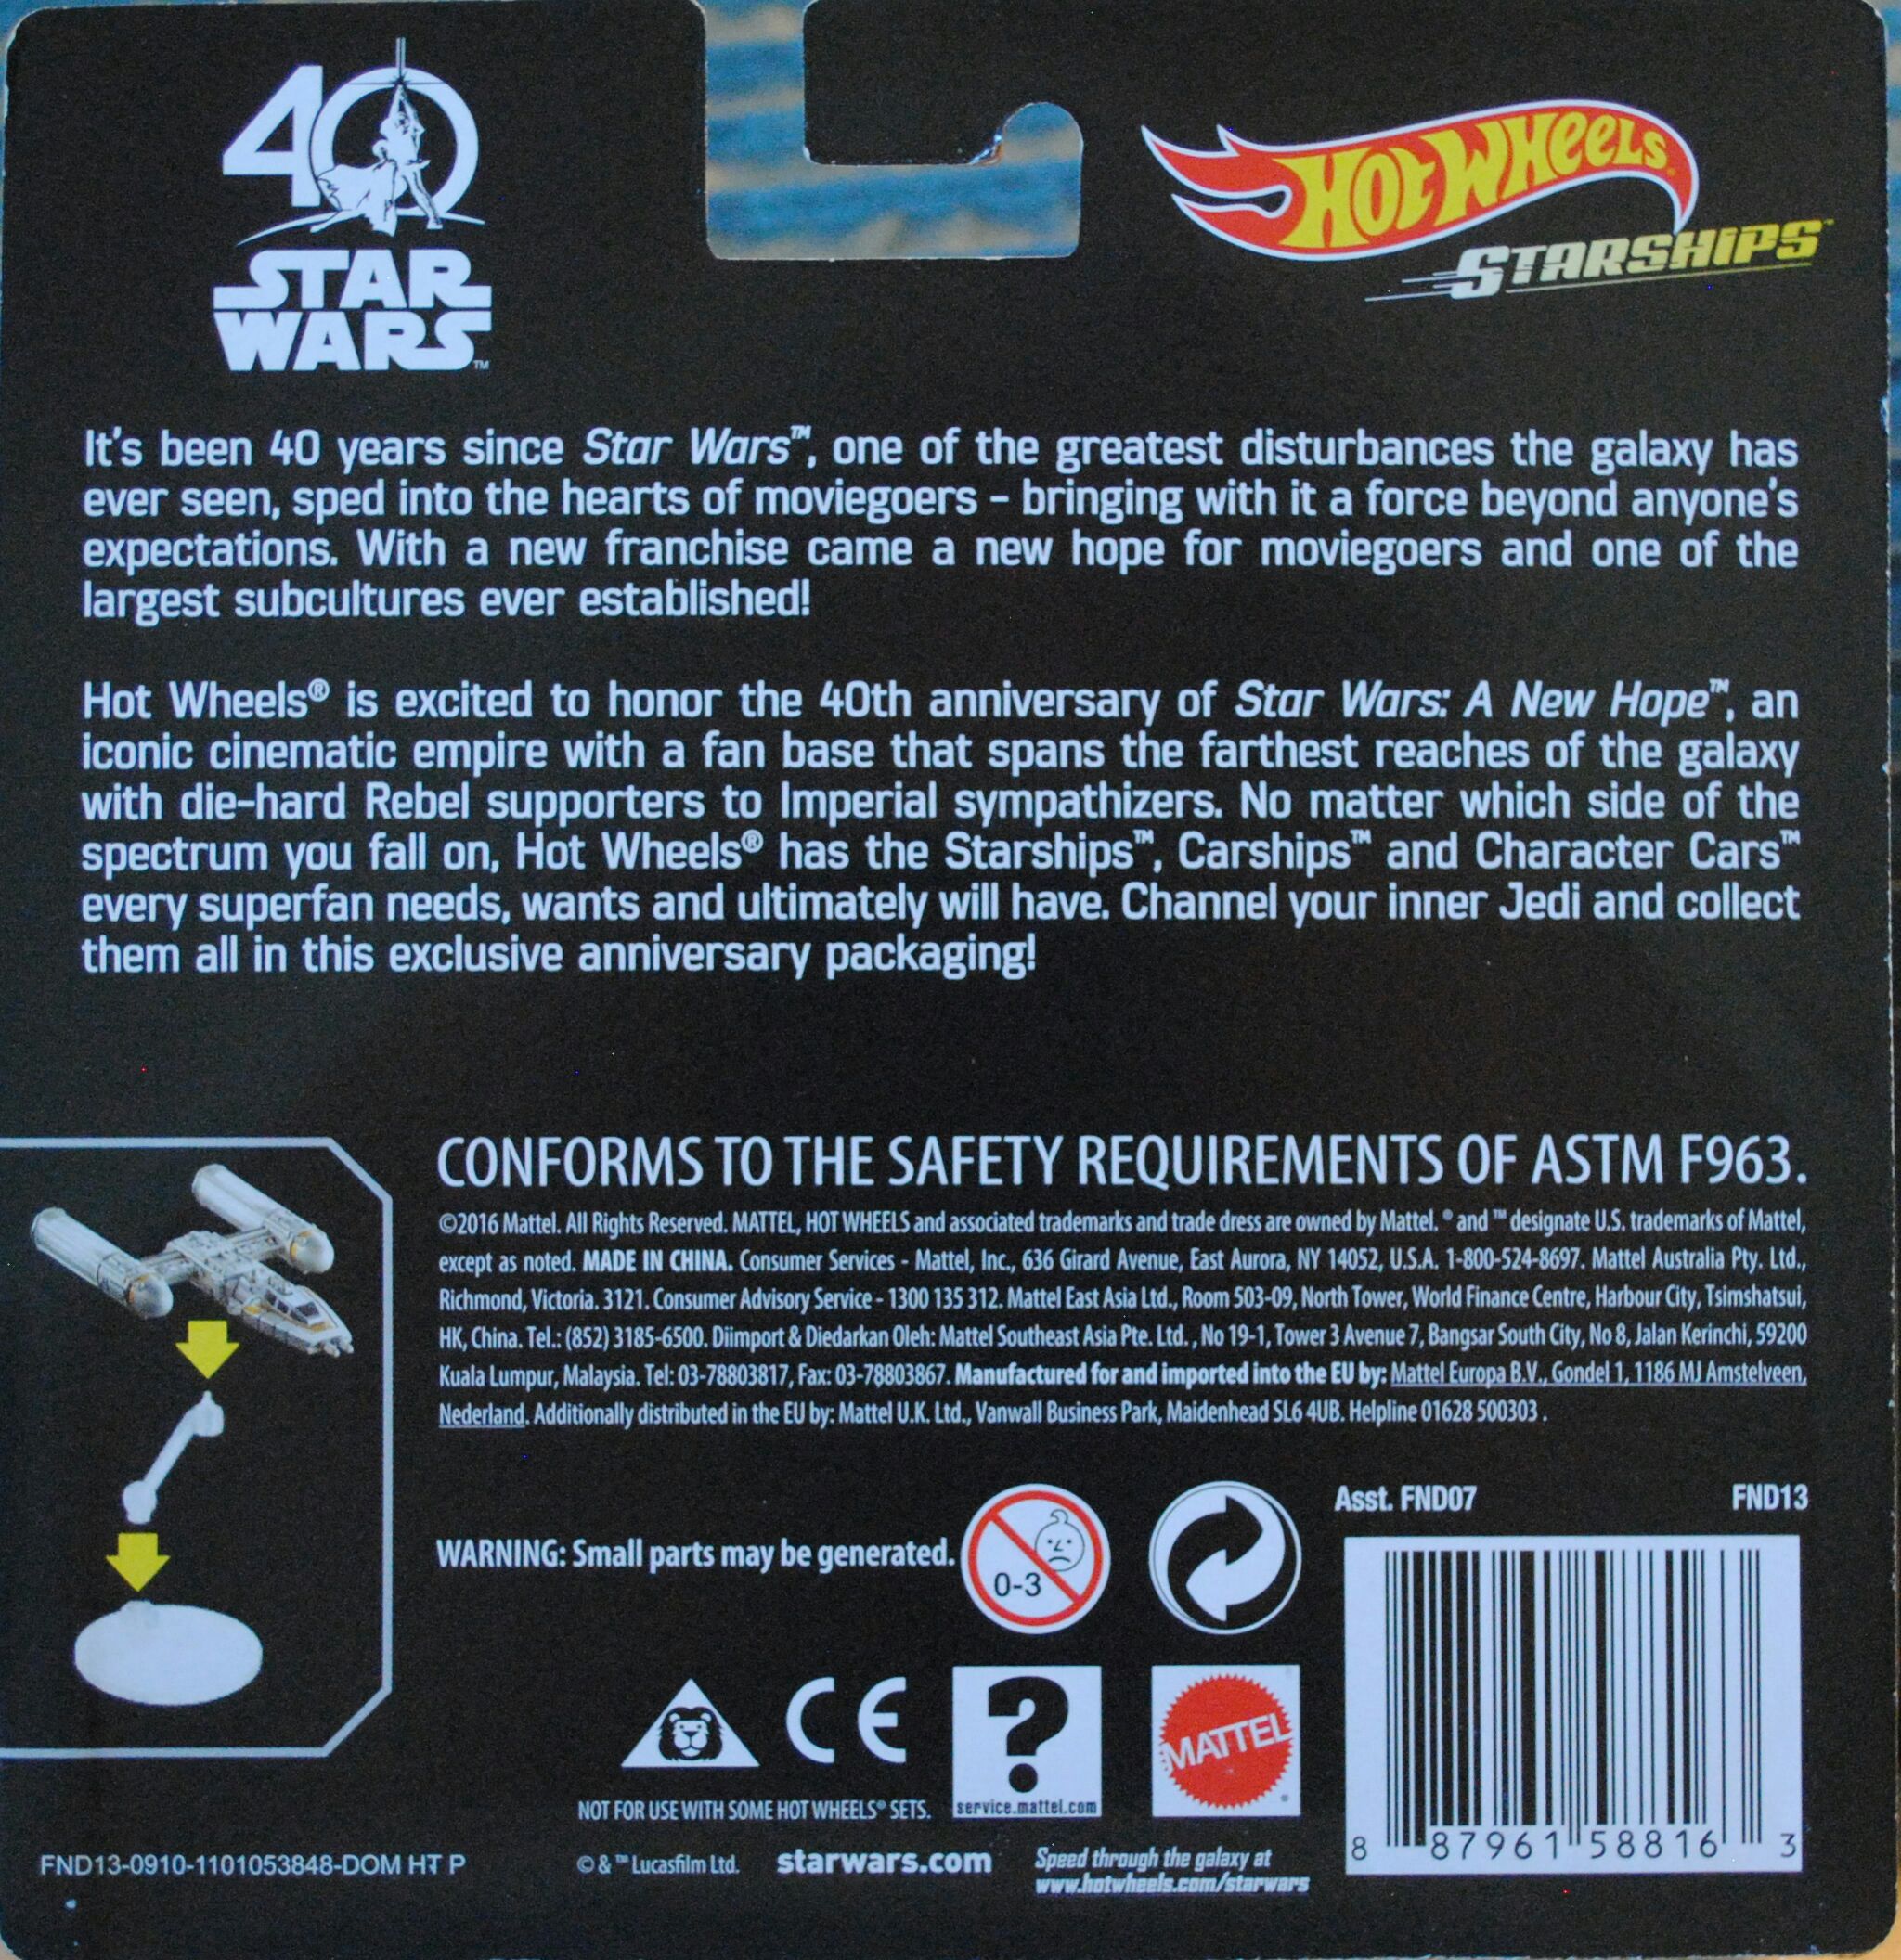 40
STAR
WARS™
HOT WHEELS®
STARSHIPS™
It's been 40 years since Star Wars™, one of the greatest disturbances the galaxy has
ever seen, sped into the hearts of moviegoers – bringing with it a force beyond anyone's
expectations. With a new franchise came a new hope for moviegoers and one of the
largest subcultures ever established!
Hot Wheels® is excited to honor the 40th anniversary of Star Wars: A New Hope™, an
iconic cinematic empire with a fan base that spans the farthest reaches of the galaxy
with die-hard Rebel supporters to Imperial sympathizers. No matter which side of the
spectrum you fall on, Hot Wheels® has the Starships™, Carships™ and Character Cars™
every superfan needs, wants and ultimately will have. Channel your inner Jedi and collect
them all in this exclusive anniversary packaging!
CONFORMS TO THE SAFETY REQUIREMENTS OF ASTM F963.
©2016 Mattel. All Rights Reserved. MATTEL, HOT WHEELS and associated trademarks and trade dress are owned by Mattel. ® and ™ designate U.S. trademarks of Mattel,
except as noted. MADE IN CHINA. Consumer Services - Mattel, Inc., 636 Girard Avenue, East Aurora, NY 14052, U.S.A. 1-800-524-8697. Mattel Australia Pty. Ltd.,
Richmond, Victoria. 3121. Consumer Advisory Service - 1300 135 312. Mattel East Asia Ltd., Room 503-09, North Tower, World Finance Centre, Harbour City, Tsimshatsui,
HK, China. Tel.: (852) 3185-6500. Diimport & Diedarkan Oleh: Mattel Southeast Asia Pte. Ltd. , No 19-1, Tower 3 Avenue 7, Bangsar South City, No 8, Jalan Kerinchi, 59200
Kuala Lumpur, Malaysia. Tel: 03-78803817, Fax: 03-78803867. Manufactured for and imported into the EU by: Mattel Europa B.V., Gondel 1, 1186 MJ Amstelveen,
Nederland. Additionally distributed in the EU by: Mattel U.K. Ltd., Vanwall Business Park, Maidenhead SL6 4UB. Helpline 01628 500303 .
Asst. FND07 FND13
WARNING: Small parts may be generated.
0-3
CE
?
MATTEL®
service.mattel.com
NOT FOR USE WITH SOME HOT WHEELS® SETS.
8 87961 58816 3
FND13-0910-1101053848-DOM HT P
© & ™ Lucasfilm Ltd. starwars.com
Speed through the galaxy at
www.hotwheels.com/starwars